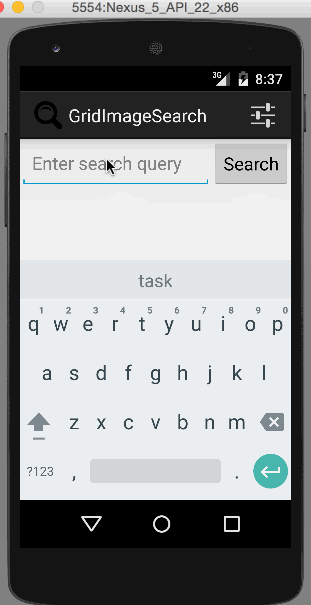 5554:Nexus_5_API_22_x86
3G 8:37
GridImageSearch
Enter search query Search
task
1 2 3 4 5 6 7 8 9 0
q w e r t y u i o p
a s d f g h j k l
z x c v b n m
?123 , .